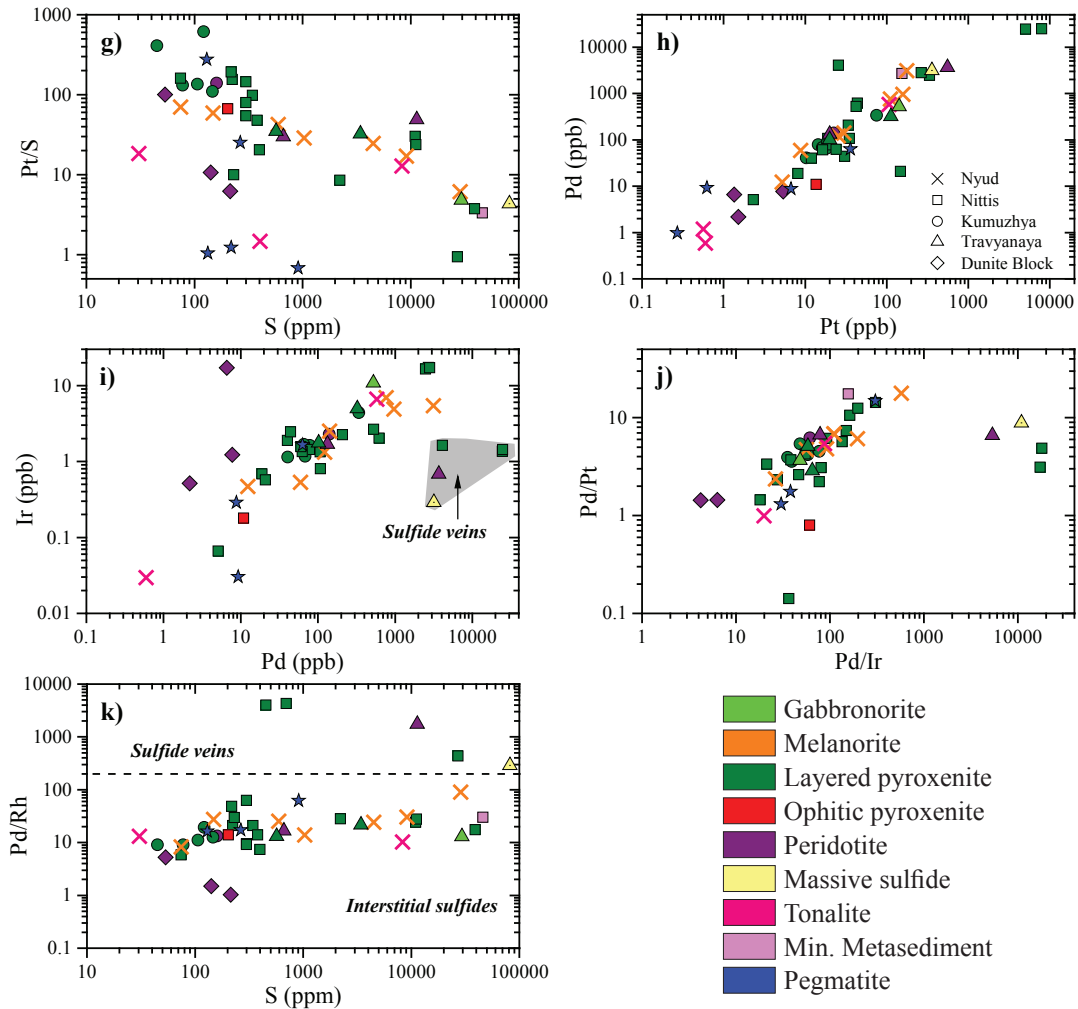 g)
1000
100
10
1
Pt/S
10
100
1000
10000
100000
S (ppm)
h)
10000
1000
100
10
1
0.1
Pd (ppb)
0.1
1
10
100
1000
10000
Pt (ppb)
Nyud
Nittis
Kumuzhya
Travyanaya
Dunite Block
i)
10
1
0.1
0.01
Ir (ppb)
Sulfide veins
0.1
1
10
100
1000
10000
Pd (ppb)
j)
10
1
0.1
Pd/Pt
1
10
100
1000
10000
Pd/Ir
k)
10000
1000
100
10
1
0.1
Pd/Rh
Sulfide veins
Interstitial sulfides
10
100
1000
10000
100000
S (ppm)
Gabbronorite
Melanorite
Layered pyroxenite
Ophitic pyroxenite
Peridotite
Massive sulfide
Tonalite
Min. Metasediment
Pegmatite